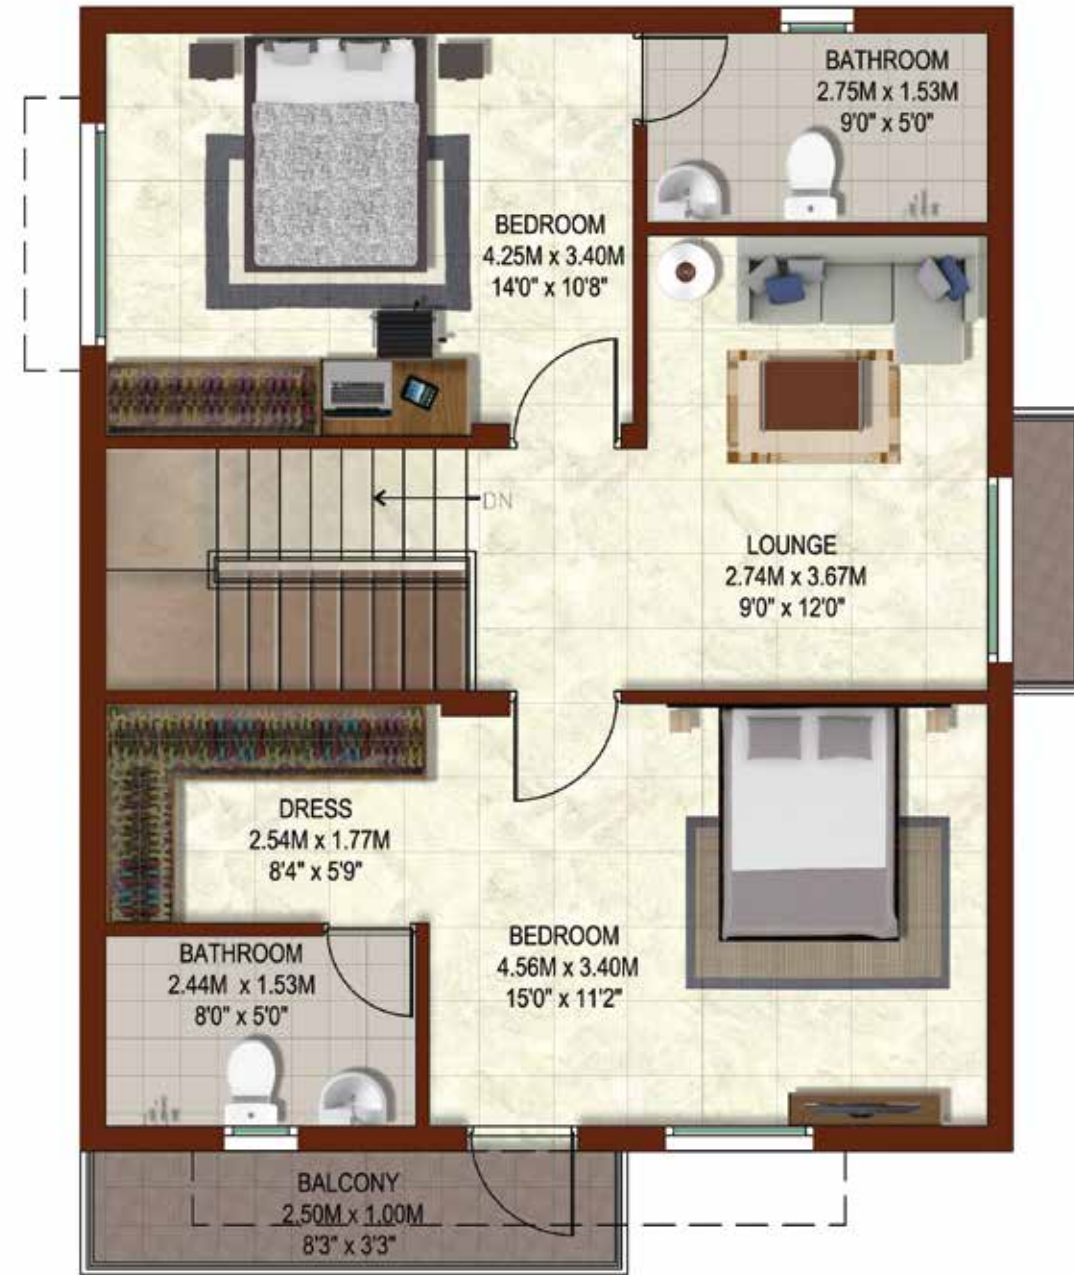 BATHROOM
2.75M x 1.53M
9'0" x 5'0"
BEDROOM
4.25M x 3.40M
14'0" x 10'8"
DN
LOUNGE
2.74M x 3.67M
9'0" x 12'0"
DRESS
2.54M x 1.77M
8'4" x 5'9"
BATHROOM
2.44M x 1.53M
8'0" x 5'0"
BEDROOM
4.56M x 3.40M
15'0" x 11'2"
BALCONY
2.50M x 1.00M
8'3" x 3'3"